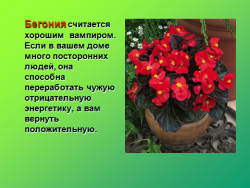 Бегония считается
хорошим вампиром.
Если в вашем доме
много посторонних
людей, она
способна
переработать чужую
отрицательную
энергетику, а вам
вернуть
положительную.